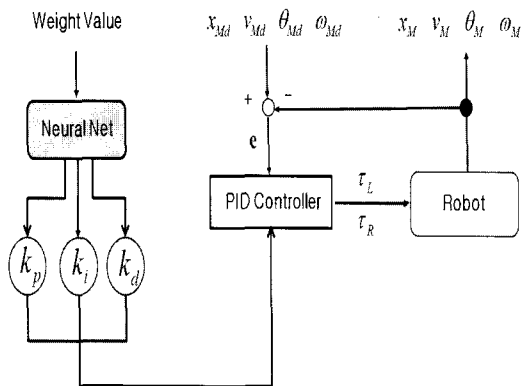 Weight Value
x_Md v_Md θ_Md ω_Md
x_M v_M θ_M ω_M
+ −
Neural Net
e
PID Controller
τ_L
τ_R
Robot
k_p k_i k_d